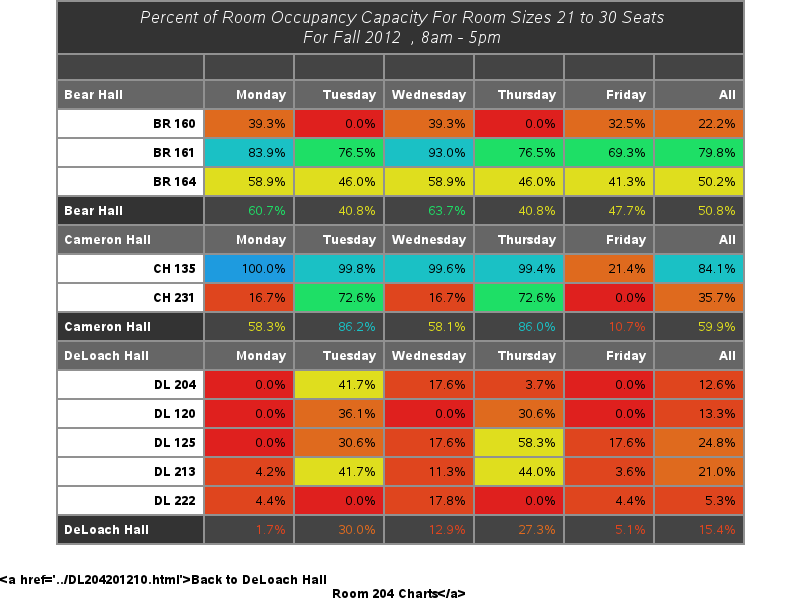 Percent of Room Occupancy Capacity For Room Sizes 21 to 30 Seats
For Fall 2012 , 8am - 5pm
Bear Hall Monday Tuesday Wednesday Thursday Friday All
BR 160 39.3% 0.0% 39.3% 0.0% 32.5% 22.2%
BR 161 83.9% 76.5% 93.0% 76.5% 69.3% 79.8%
BR 164 58.9% 46.0% 58.9% 46.0% 41.3% 50.2%
Bear Hall 60.7% 40.8% 63.7% 40.8% 47.7% 50.8%
Cameron Hall Monday Tuesday Wednesday Thursday Friday All
CH 135 100.0% 99.8% 99.6% 99.4% 21.4% 84.1%
CH 231 16.7% 72.6% 16.7% 72.6% 0.0% 35.7%
Cameron Hall 58.3% 86.2% 58.1% 86.0% 10.7% 59.9%
DeLoach Hall Monday Tuesday Wednesday Thursday Friday All
DL 204 0.0% 41.7% 17.6% 3.7% 0.0% 12.6%
DL 120 0.0% 36.1% 0.0% 30.6% 0.0% 13.3%
DL 125 0.0% 30.6% 17.6% 58.3% 17.6% 24.8%
DL 213 4.2% 41.7% 11.3% 44.0% 3.6% 21.0%
DL 222 4.4% 0.0% 17.8% 0.0% 4.4% 5.3%
DeLoach Hall 1.7% 30.0% 12.9% 27.3% 5.1% 15.4%
<a href='../DL204201210.html'>Back to DeLoach Hall
Room 204 Charts</a>